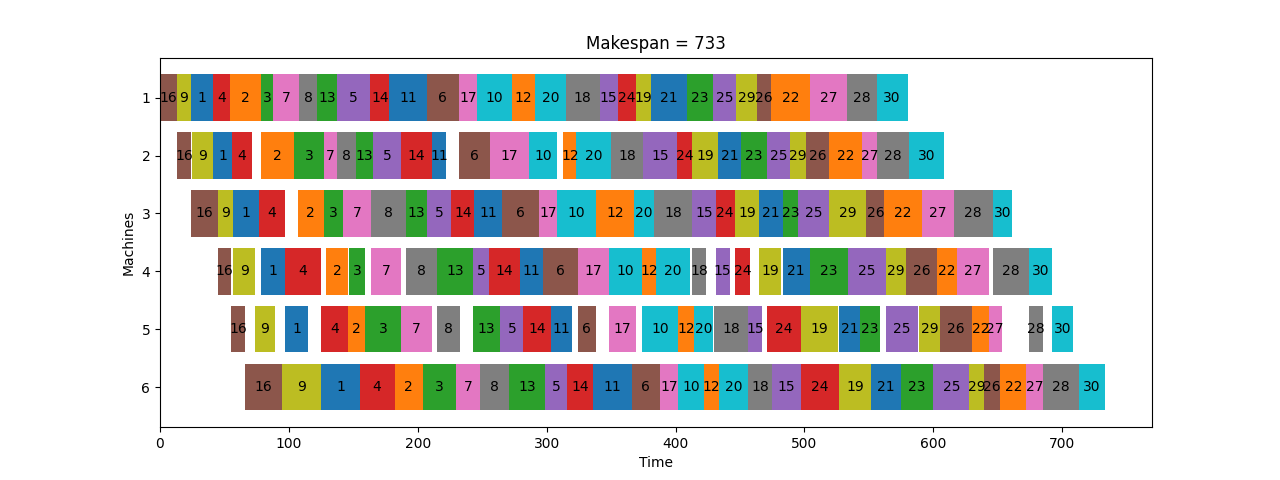 Makespan = 733
1 16 9 1 4 2 3 7 8 13 5 14 11 6 17 10 12 20 18 15 24 19 21 23 25 29 26 22 27 28 30
2 16 9 1 4 2 3 7 8 13 5 14 11 6 17 10 12 20 18 15 24 19 21 23 25 29 26 22 27 28 30
3 16 9 1 4 2 3 7 8 13 5 14 11 6 17 10 12 20 18 15 24 19 21 23 25 29 26 22 27 28 30
4 16 9 1 4 2 3 7 8 13 5 14 11 6 17 10 12 20 18 15 24 19 21 23 25 29 26 22 27 28 30
5 16 9 1 4 2 3 7 8 13 5 14 11 6 17 10 12 20 18 15 24 19 21 23 25 29 26 22 27 28 30
6 16 9 1 4 2 3 7 8 13 5 14 11 6 17 10 12 20 18 15 24 19 21 23 25 29 26 22 27 28 30
Machines
0 100 200 300 400 500 600 700
Time